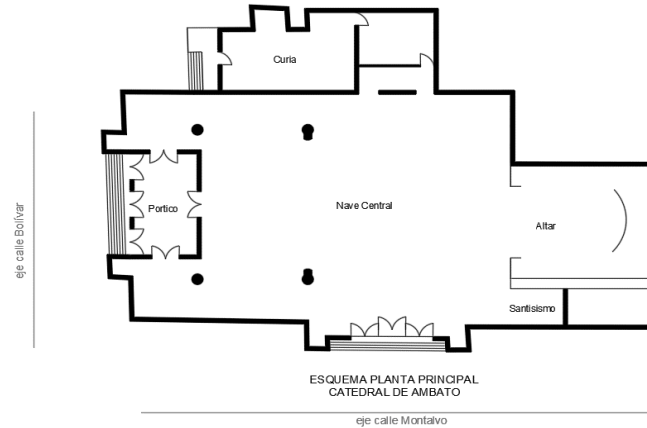 Curia
eje calle Bolívar
Portico
Nave Central
Altar
Santisismo
ESQUEMA PLANTA PRINCIPAL
CATEDRAL DE AMBATO
eje calle Montalvo